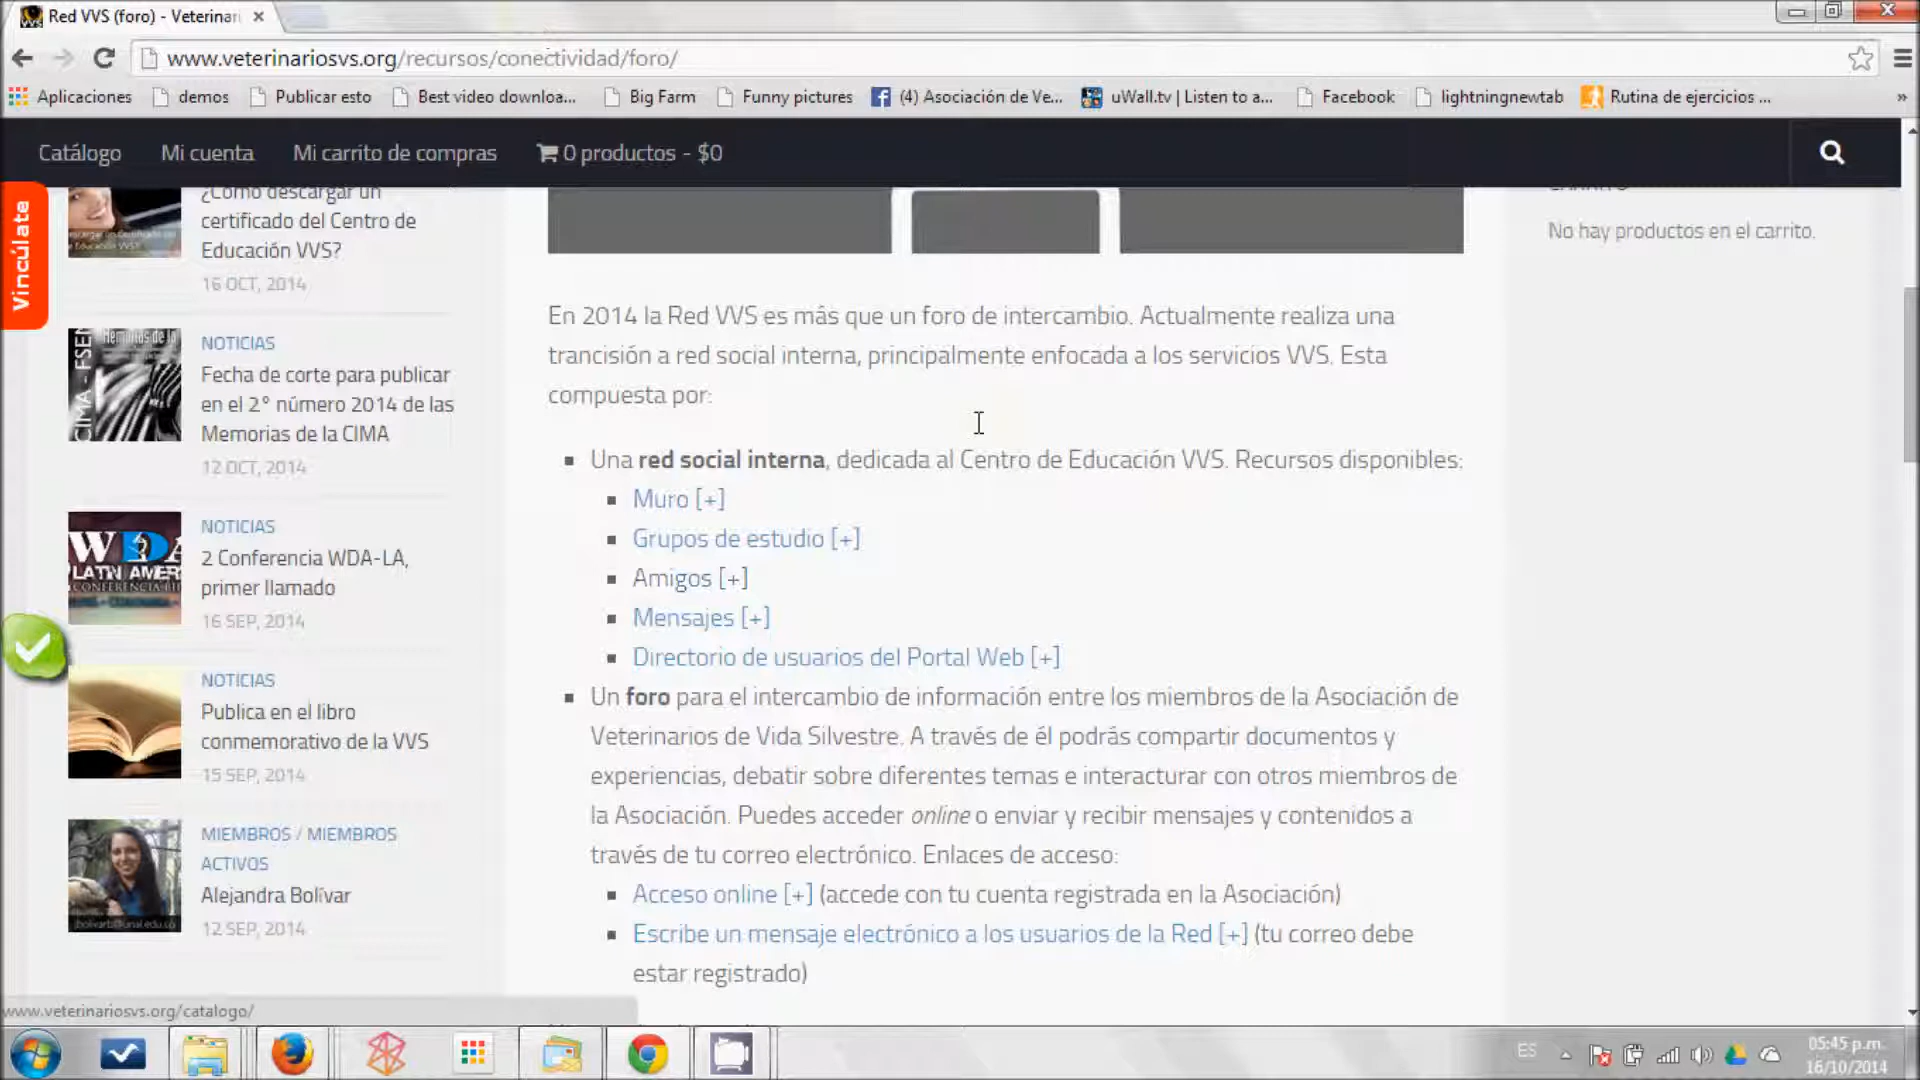 Red VVS (foro) - Veterinari
www.veterinariosvs.org/recursos/conectividad/foro/
Aplicaciones
demos
Publicar esto
Best video downloa...
Big Farm
Funny pictures
(4) Asociación de Ve...
uWall.tv | Listen to a...
Facebook
lightningnewtab
Rutina de ejercicios ...
»
Catálogo
Mi cuenta
Mi carrito de compras
0 productos - $0
Vincúlate
¿Como descargar un
certificado del Centro de
Educación VVS?
16 OCT, 2014
NOTICIAS
Fecha de corte para publicar
en el 2° número 2014 de las
Memorias de la CIMA
12 OCT, 2014
NOTICIAS
2 Conferencia WDA-LA,
primer llamado
16 SEP, 2014
NOTICIAS
Publica en el libro
conmemorativo de la VVS
15 SEP, 2014
MIEMBROS / MIEMBROS
ACTIVOS
Alejandra Bolívar
12 SEP, 2014
En 2014 la Red VVS es más que un foro de intercambio. Actualmente realiza una
trancisión a red social interna, principalmente enfocada a los servicios VVS. Esta
compuesta por:
Una red social interna, dedicada al Centro de Educación VVS. Recursos disponibles:
Muro [+]
Grupos de estudio [+]
Amigos [+]
Mensajes [+]
Directorio de usuarios del Portal Web [+]
Un foro para el intercambio de información entre los miembros de la Asociación de
Veterinarios de Vida Silvestre. A través de él podrás compartir documentos y
experiencias, debatir sobre diferentes temas e interacturar con otros miembros de
la Asociación. Puedes acceder online o enviar y recibir mensajes y contenidos a
través de tu correo electrónico. Enlaces de acceso:
Acceso online [+] (accede con tu cuenta registrada en la Asociación)
Escribe un mensaje electrónico a los usuarios de la Red [+] (tu correo debe
estar registrado)
No hay productos en el carrito.
www.veterinariosvs.org/catalogo/
ES
05:45 p.m.
16/10/2014